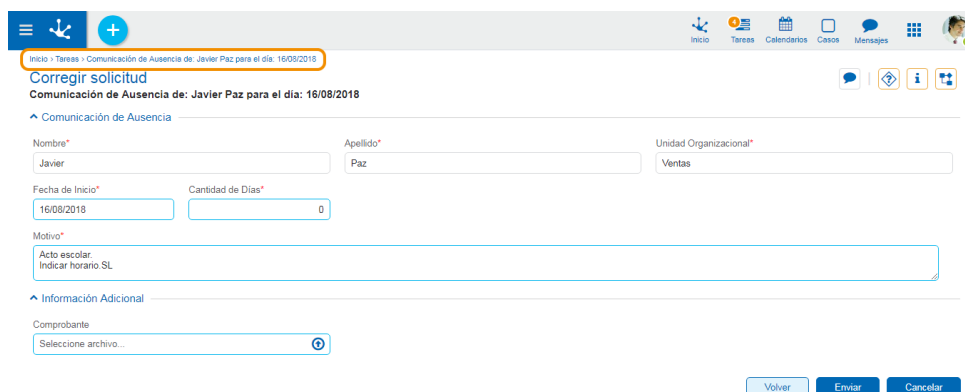 4
Inicio Tareas Calendarios Casos Mensajes
Inicio › Tareas › Comunicación de Ausencia de: Javier Paz para el día: 16/08/2018
Corregir solicitud
Comunicación de Ausencia de: Javier Paz para el día: 16/08/2018
Comunicación de Ausencia
Nombre* Apellido* Unidad Organizacional*
Javier Paz Ventas
Fecha de Inicio* Cantidad de Días*
16/08/2018 0
Motivo*
Acto escolar.
Indicar horario.SL
Información Adicional
Comprobante
Seleccione archivo...
Volver Enviar Cancelar